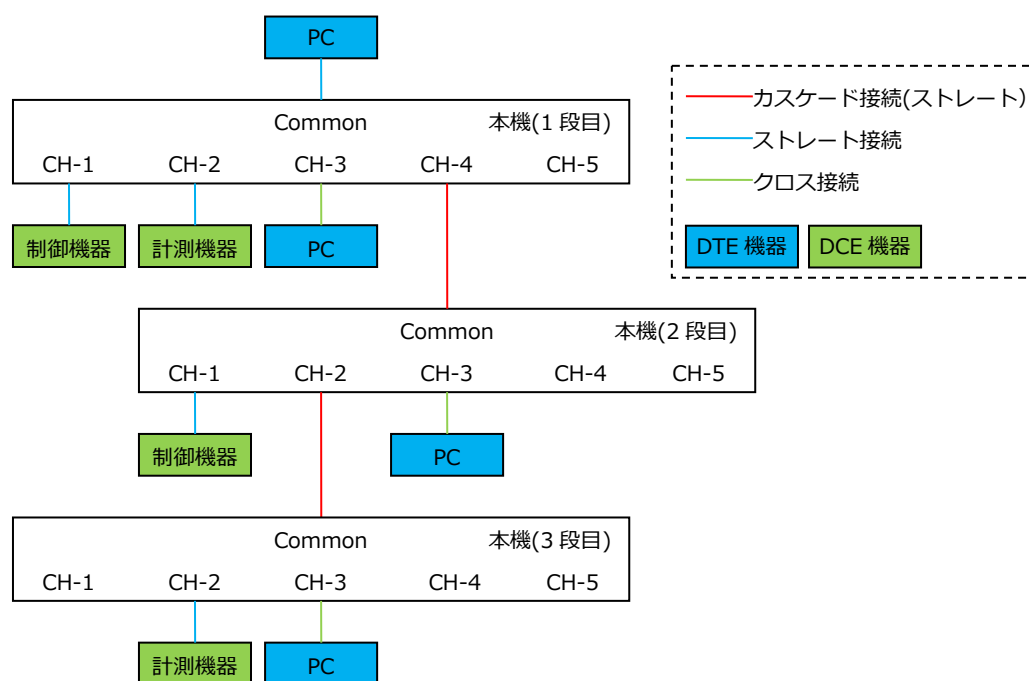 PC
Common 本機(1 段目)
CH-1 CH-2 CH-3 CH-4 CH-5
制御機器 計測機器 PC
カスケード接続(ストレート)
ストレート接続
クロス接続
DTE 機器 DCE 機器
Common 本機(2 段目)
CH-1 CH-2 CH-3 CH-4 CH-5
制御機器 PC
Common 本機(3 段目)
CH-1 CH-2 CH-3 CH-4 CH-5
計測機器 PC